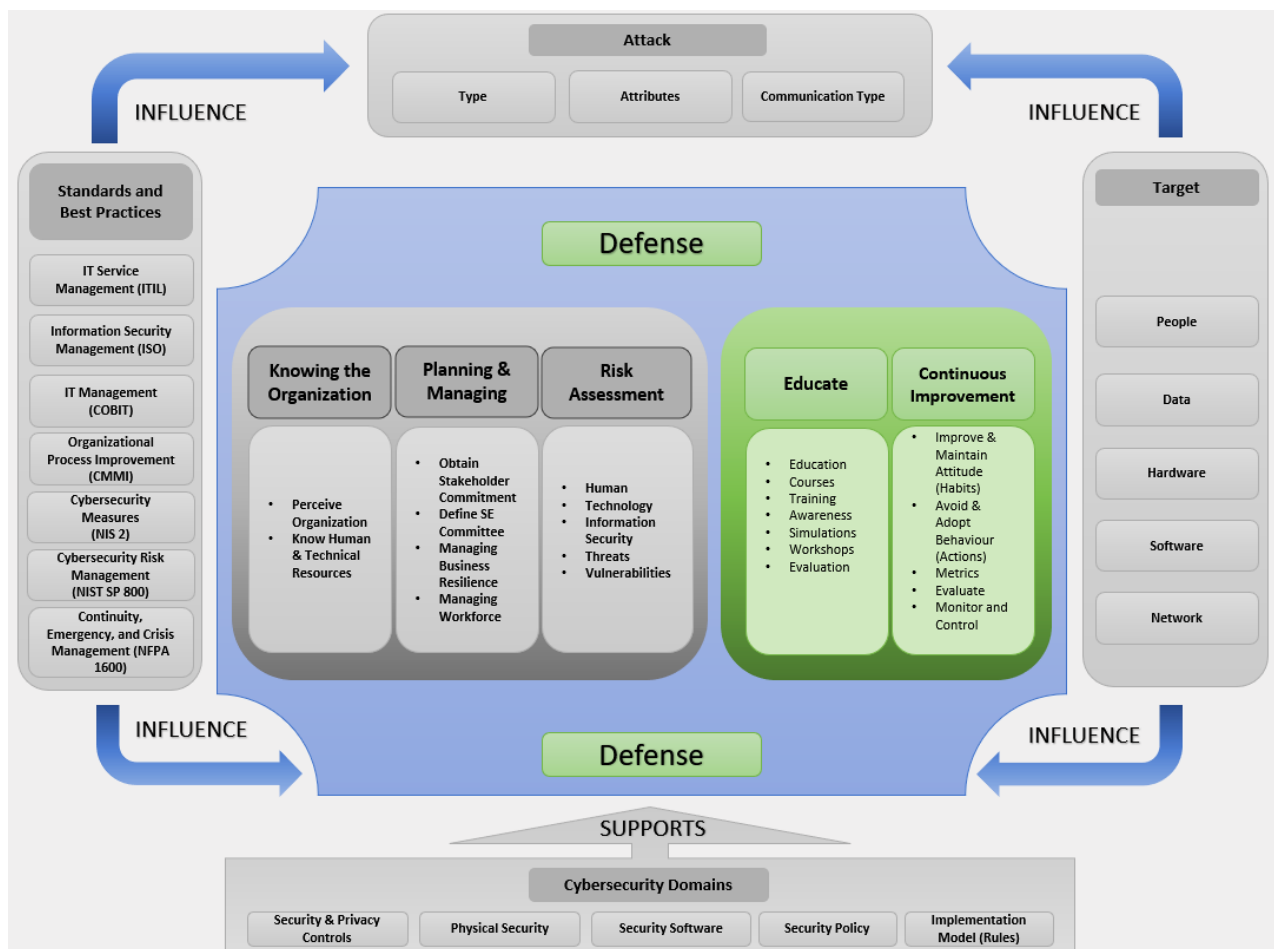 Attack
Type
Attributes
Communication Type
INFLUENCE
INFLUENCE
Standards and
Best Practices
IT Service
Management (ITIL)
Information Security
Management (ISO)
IT Management
(COBIT)
Organizational
Process Improvement
(CMMI)
Cybersecurity
Measures
(NIS 2)
Cybersecurity Risk
Management
(NIST SP 800)
Continuity,
Emergency, and Crisis
Management (NFPA
1600)
Defense
Knowing the
Organization
• Perceive
Organization
• Know Human
& Technical
Resources
Planning &
Managing
• Obtain
Stakeholder
Commitment
• Define SE
Committee
• Managing
Business
Resilience
• Managing
Workforce
Risk
Assessment
• Human
• Technology
• Information
Security
• Threats
• Vulnerabilities
Educate
• Education
• Courses
• Training
• Awareness
• Simulations
• Workshops
• Evaluation
Continuous
Improvement
• Improve &
Maintain
Attitude
(Habits)
• Avoid &
Adopt
Behaviour
(Actions)
• Metrics
• Evaluate
• Monitor and
Control
Target
People
Data
Hardware
Software
Network
INFLUENCE
Defense
INFLUENCE
SUPPORTS
Cybersecurity Domains
Security & Privacy
Controls
Physical Security
Security Software
Security Policy
Implementation
Model (Rules)